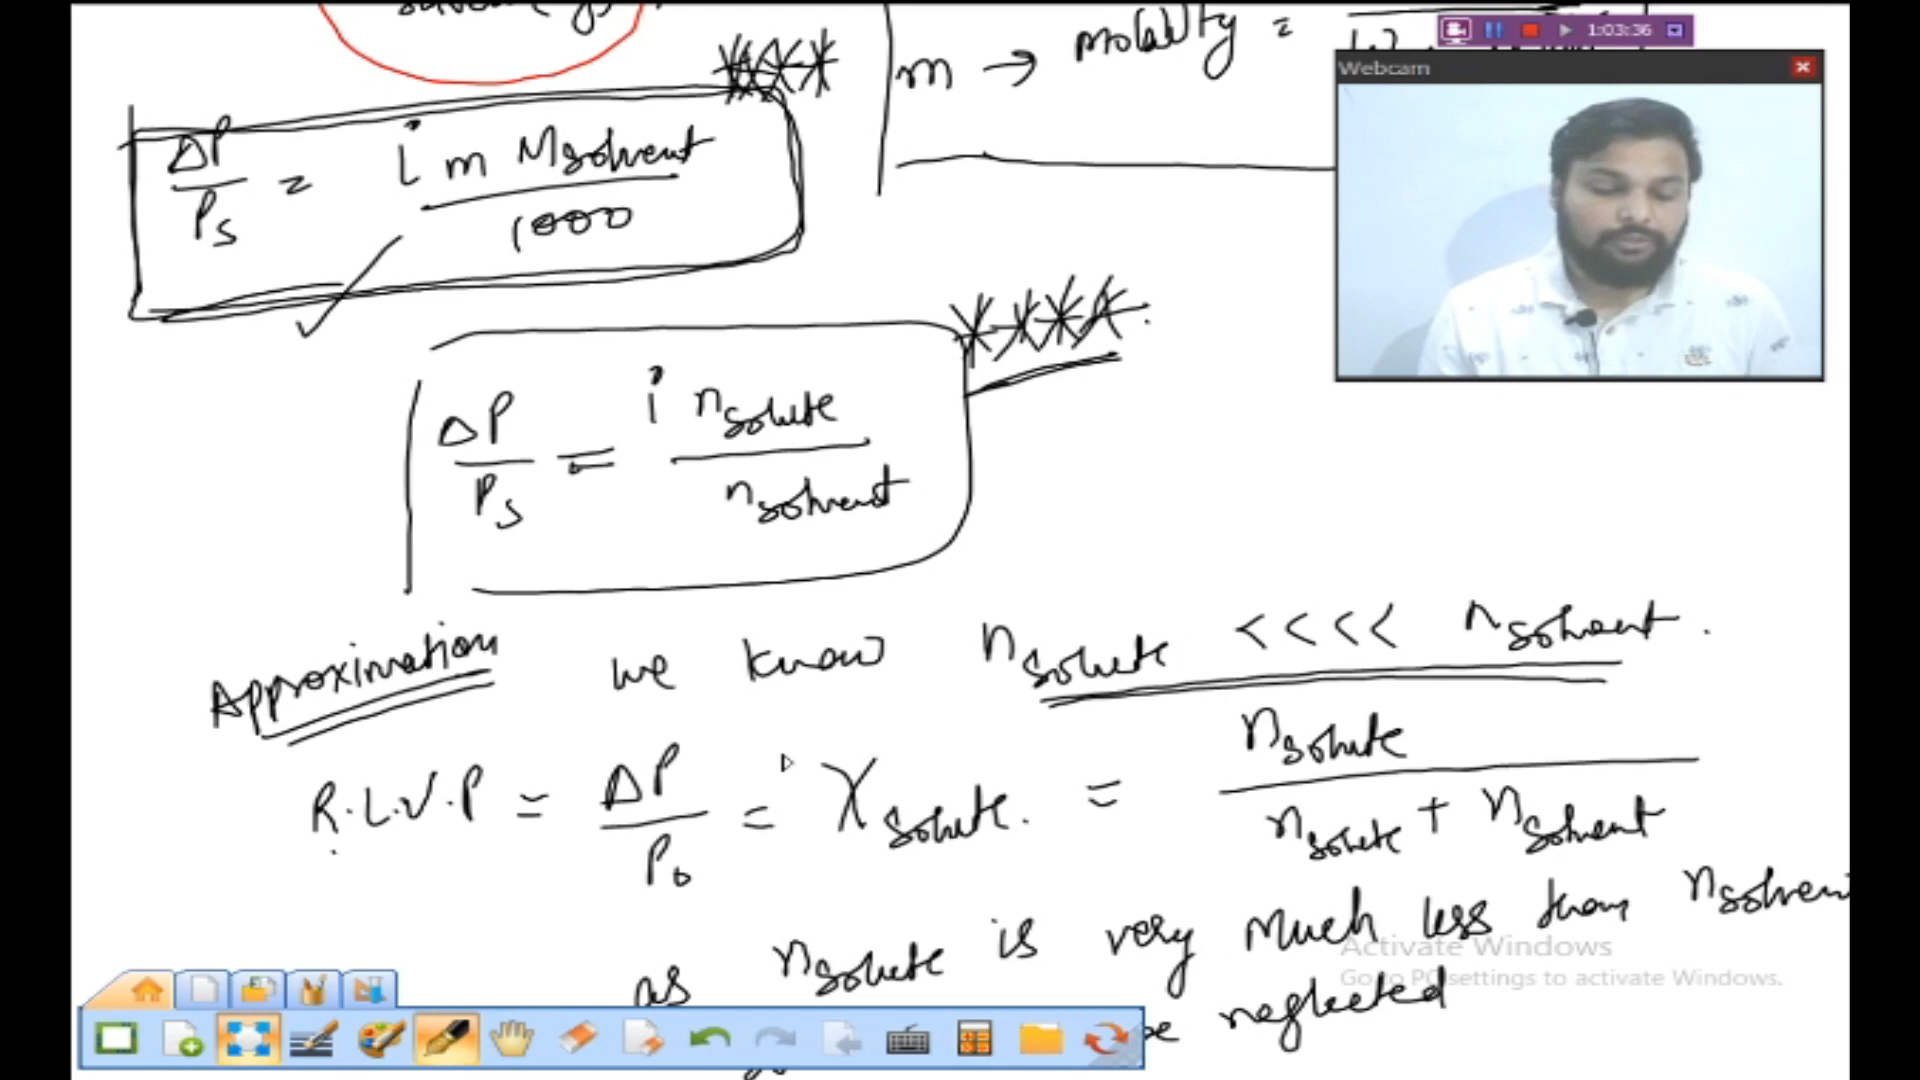 m → molality =
1:03:36
Webcam
ΔP/Ps = i m Msolvent/1000
ΔP/Ps = i nsolute/nsolvent
Approximation we know nsolute <<<< nsolvent.
R.L.V.P = ΔP/Po = Xsolute. = nsolute/nsolute + nsolvent
as nsolute is very much less than nsolvent
neglected
Activate Windows
Go to PC settings to activate Windows.